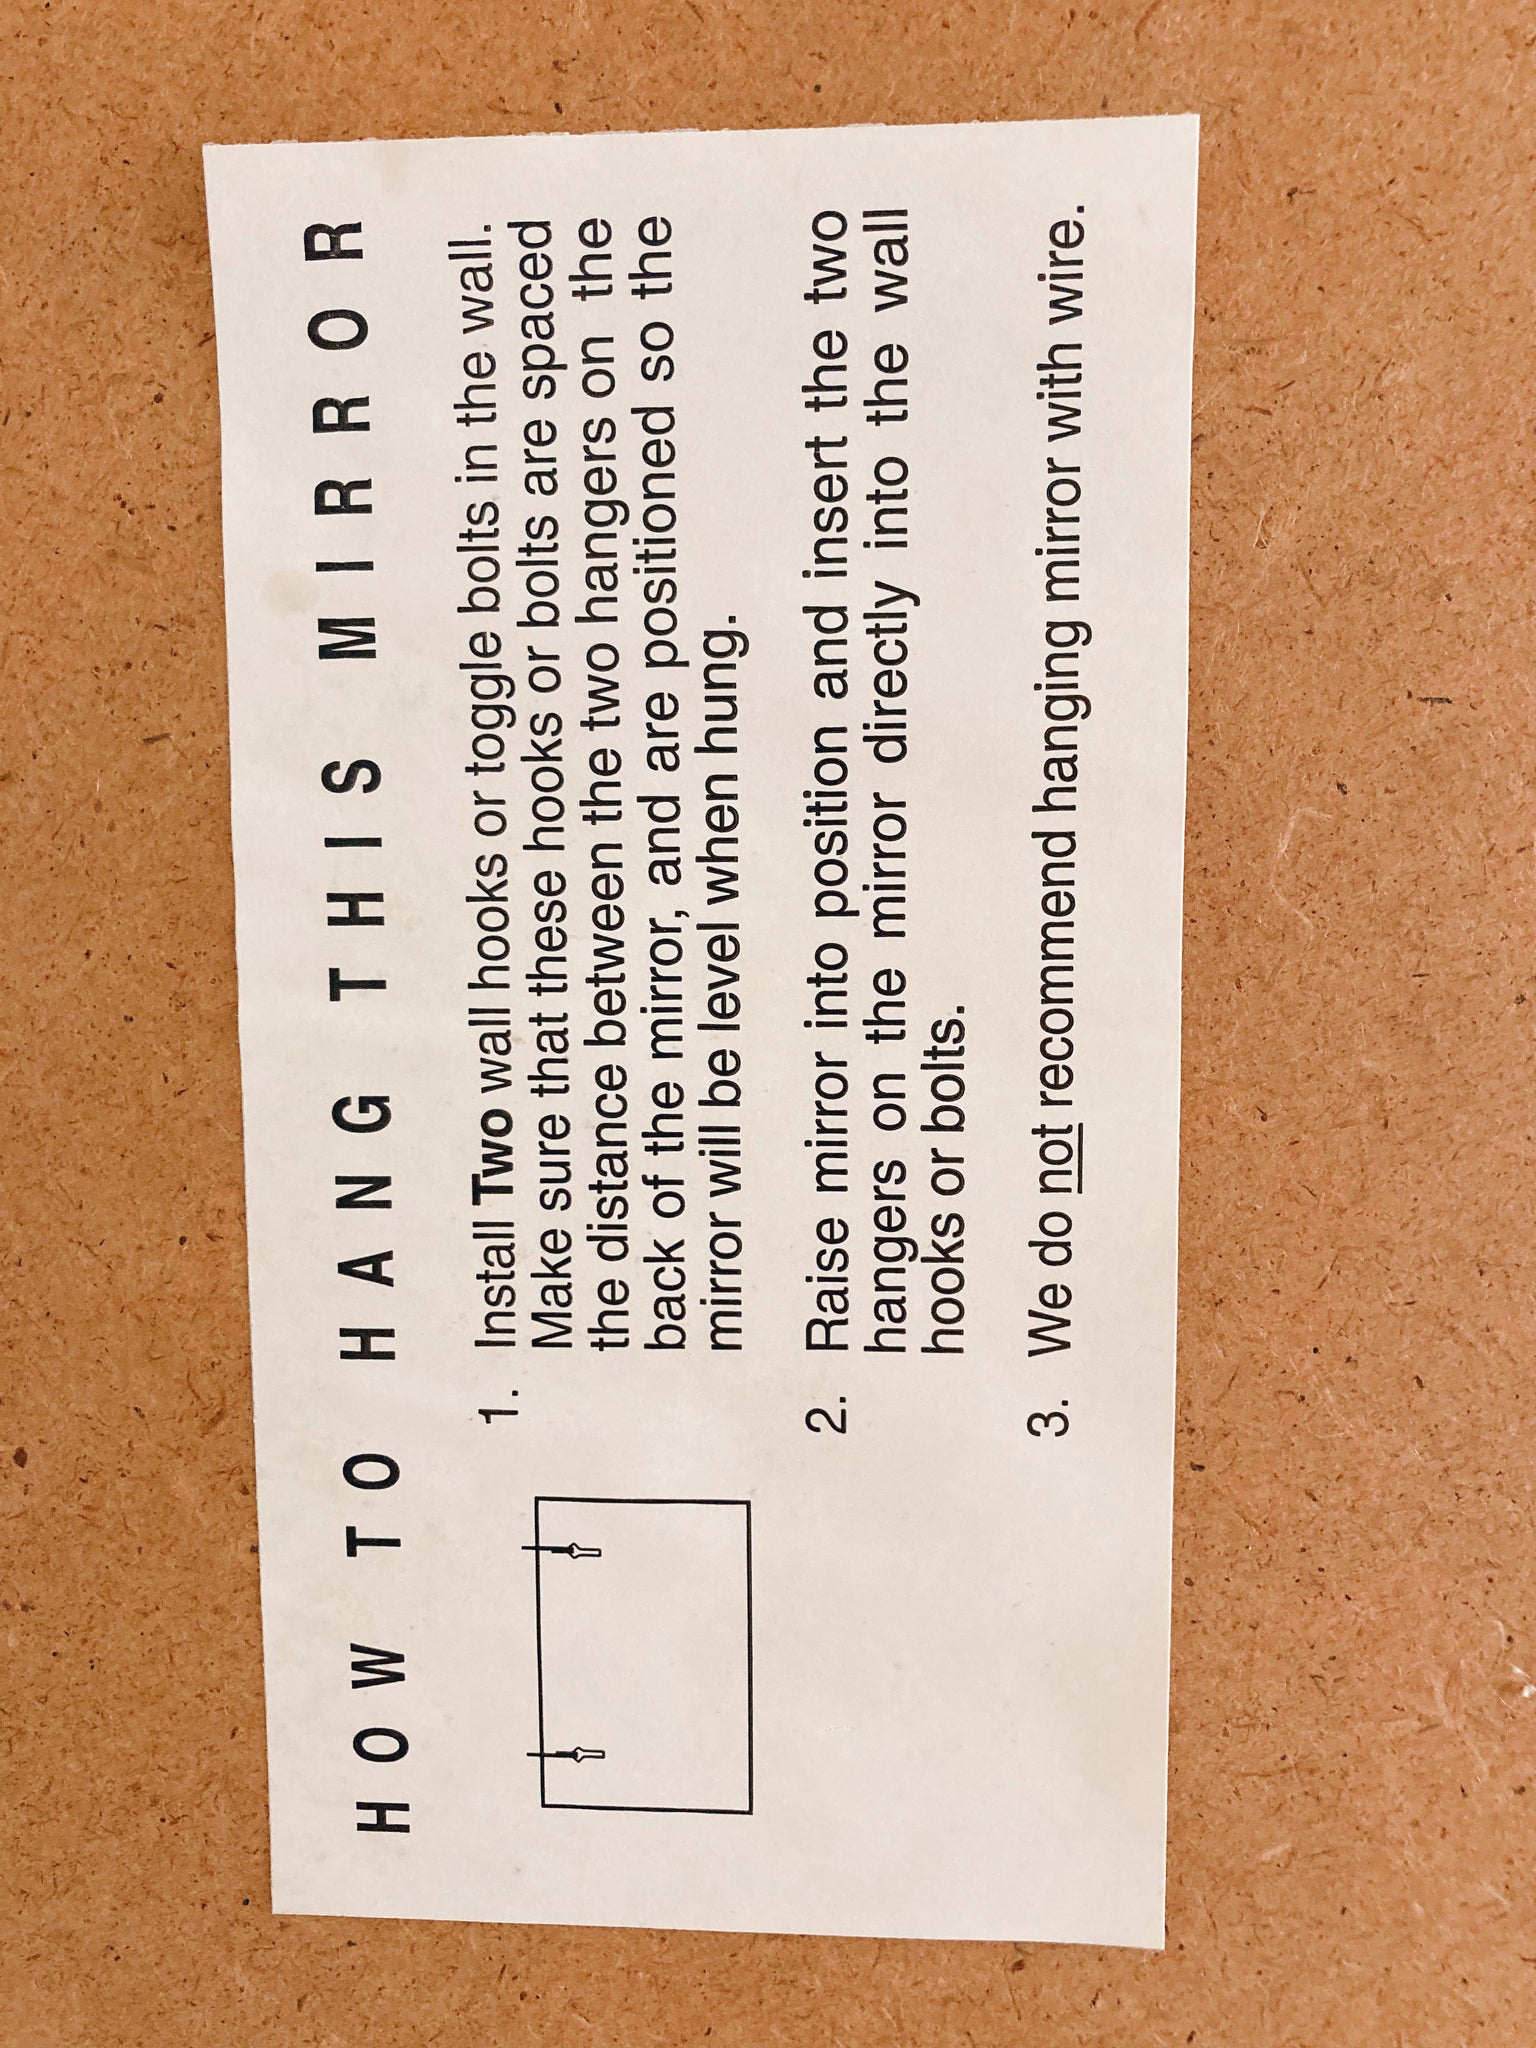 HOW TO HANG THIS MIRROR
1. Install Two wall hooks or toggle bolts in the wall.
Make sure that these hooks or bolts are spaced
the distance between the two hangers on the
back of the mirror, and are positioned so the
mirror will be level when hung.
2. Raise mirror into position and insert the two
hangers on the mirror directly into the wall
hooks or bolts.
3. We do not recommend hanging mirror with wire.